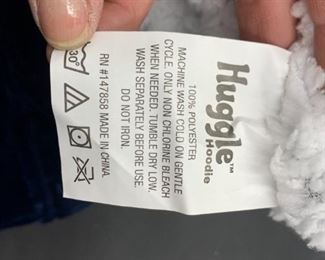 Huggle™
Hoodie
100% POLYESTER
MACHINE WASH COLD ON GENTLE
CYCLE. ONLY NON CHLORINE BLEACH
WHEN NEEDED. TUMBLE DRY LOW.
WASH SEPARATELY BEFORE USE.
DO NOT IRON.
RN #147858 MADE IN CHINA
30°